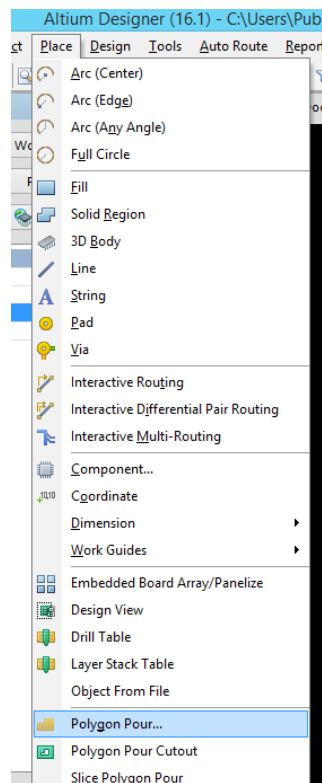 Altium Designer (16.1) - C:\Users\Pub
ct Place Design Tools Auto Route Report
Arc (Center)
Arc (Edge)
Arc (Any Angle)
Full Circle
Fill
Solid Region
3D Body
Line
String
Pad
Via
Interactive Routing
Interactive Differential Pair Routing
Interactive Multi-Routing
Component...
10,10 Coordinate
Dimension
Work Guides
Embedded Board Array/Panelize
Design View
Drill Table
Layer Stack Table
Object From File
Polygon Pour...
Polygon Pour Cutout
Slice Polygon Pour